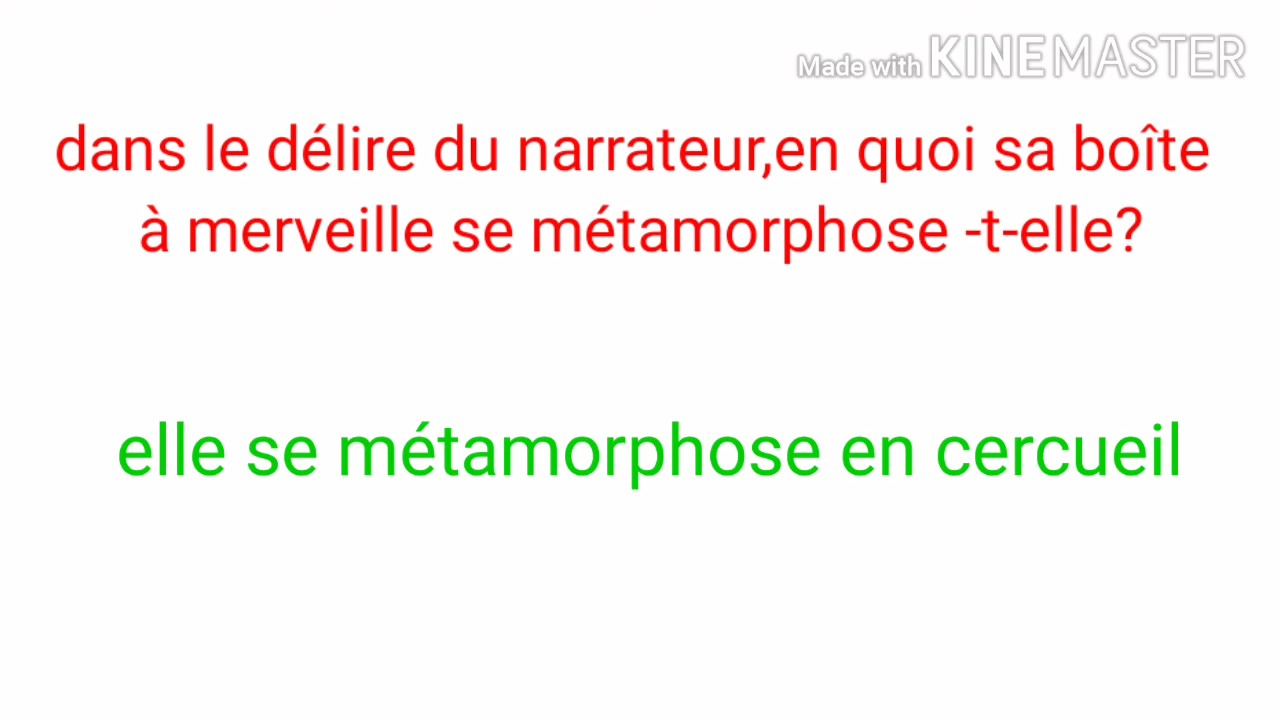 Made with KINEMASTER
dans le délire du narrateur,en quoi sa boîte
à merveille se métamorphose -t-elle?
elle se métamorphose en cercueil